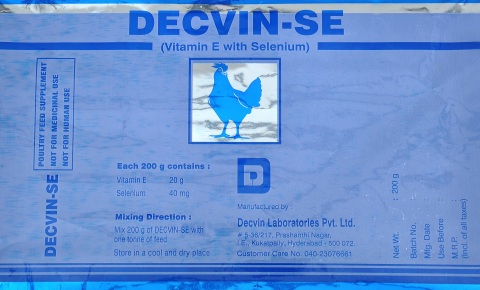 DECVIN-SE
(Vitamin E with Selenium)
POULTRY FEED SUPPLEMENT
NOT FOR MEDICINAL USE
NOT FOR HUMAN USE
DECVIN-SE
Each 200 g contains :
Vitamin E 20 g
Selenium 40 mg
Mixing Direction :
Mix 200 g of DECVIN-SE with
one tonne of feed.
Store in a cool and dry place
D
Manufactured by :
Decvin Laboratories Pvt. Ltd.
# 5-36/217, Prashanthi Nagar,
I.E., Kukatpally, Hyderabad - 500 072.
Customer Care No. 040-23076661
Net Wt. : 200 g
Batch No. :
Mfg. Date :
Use Before :
M.R.P. :
(Incl. of all taxes)